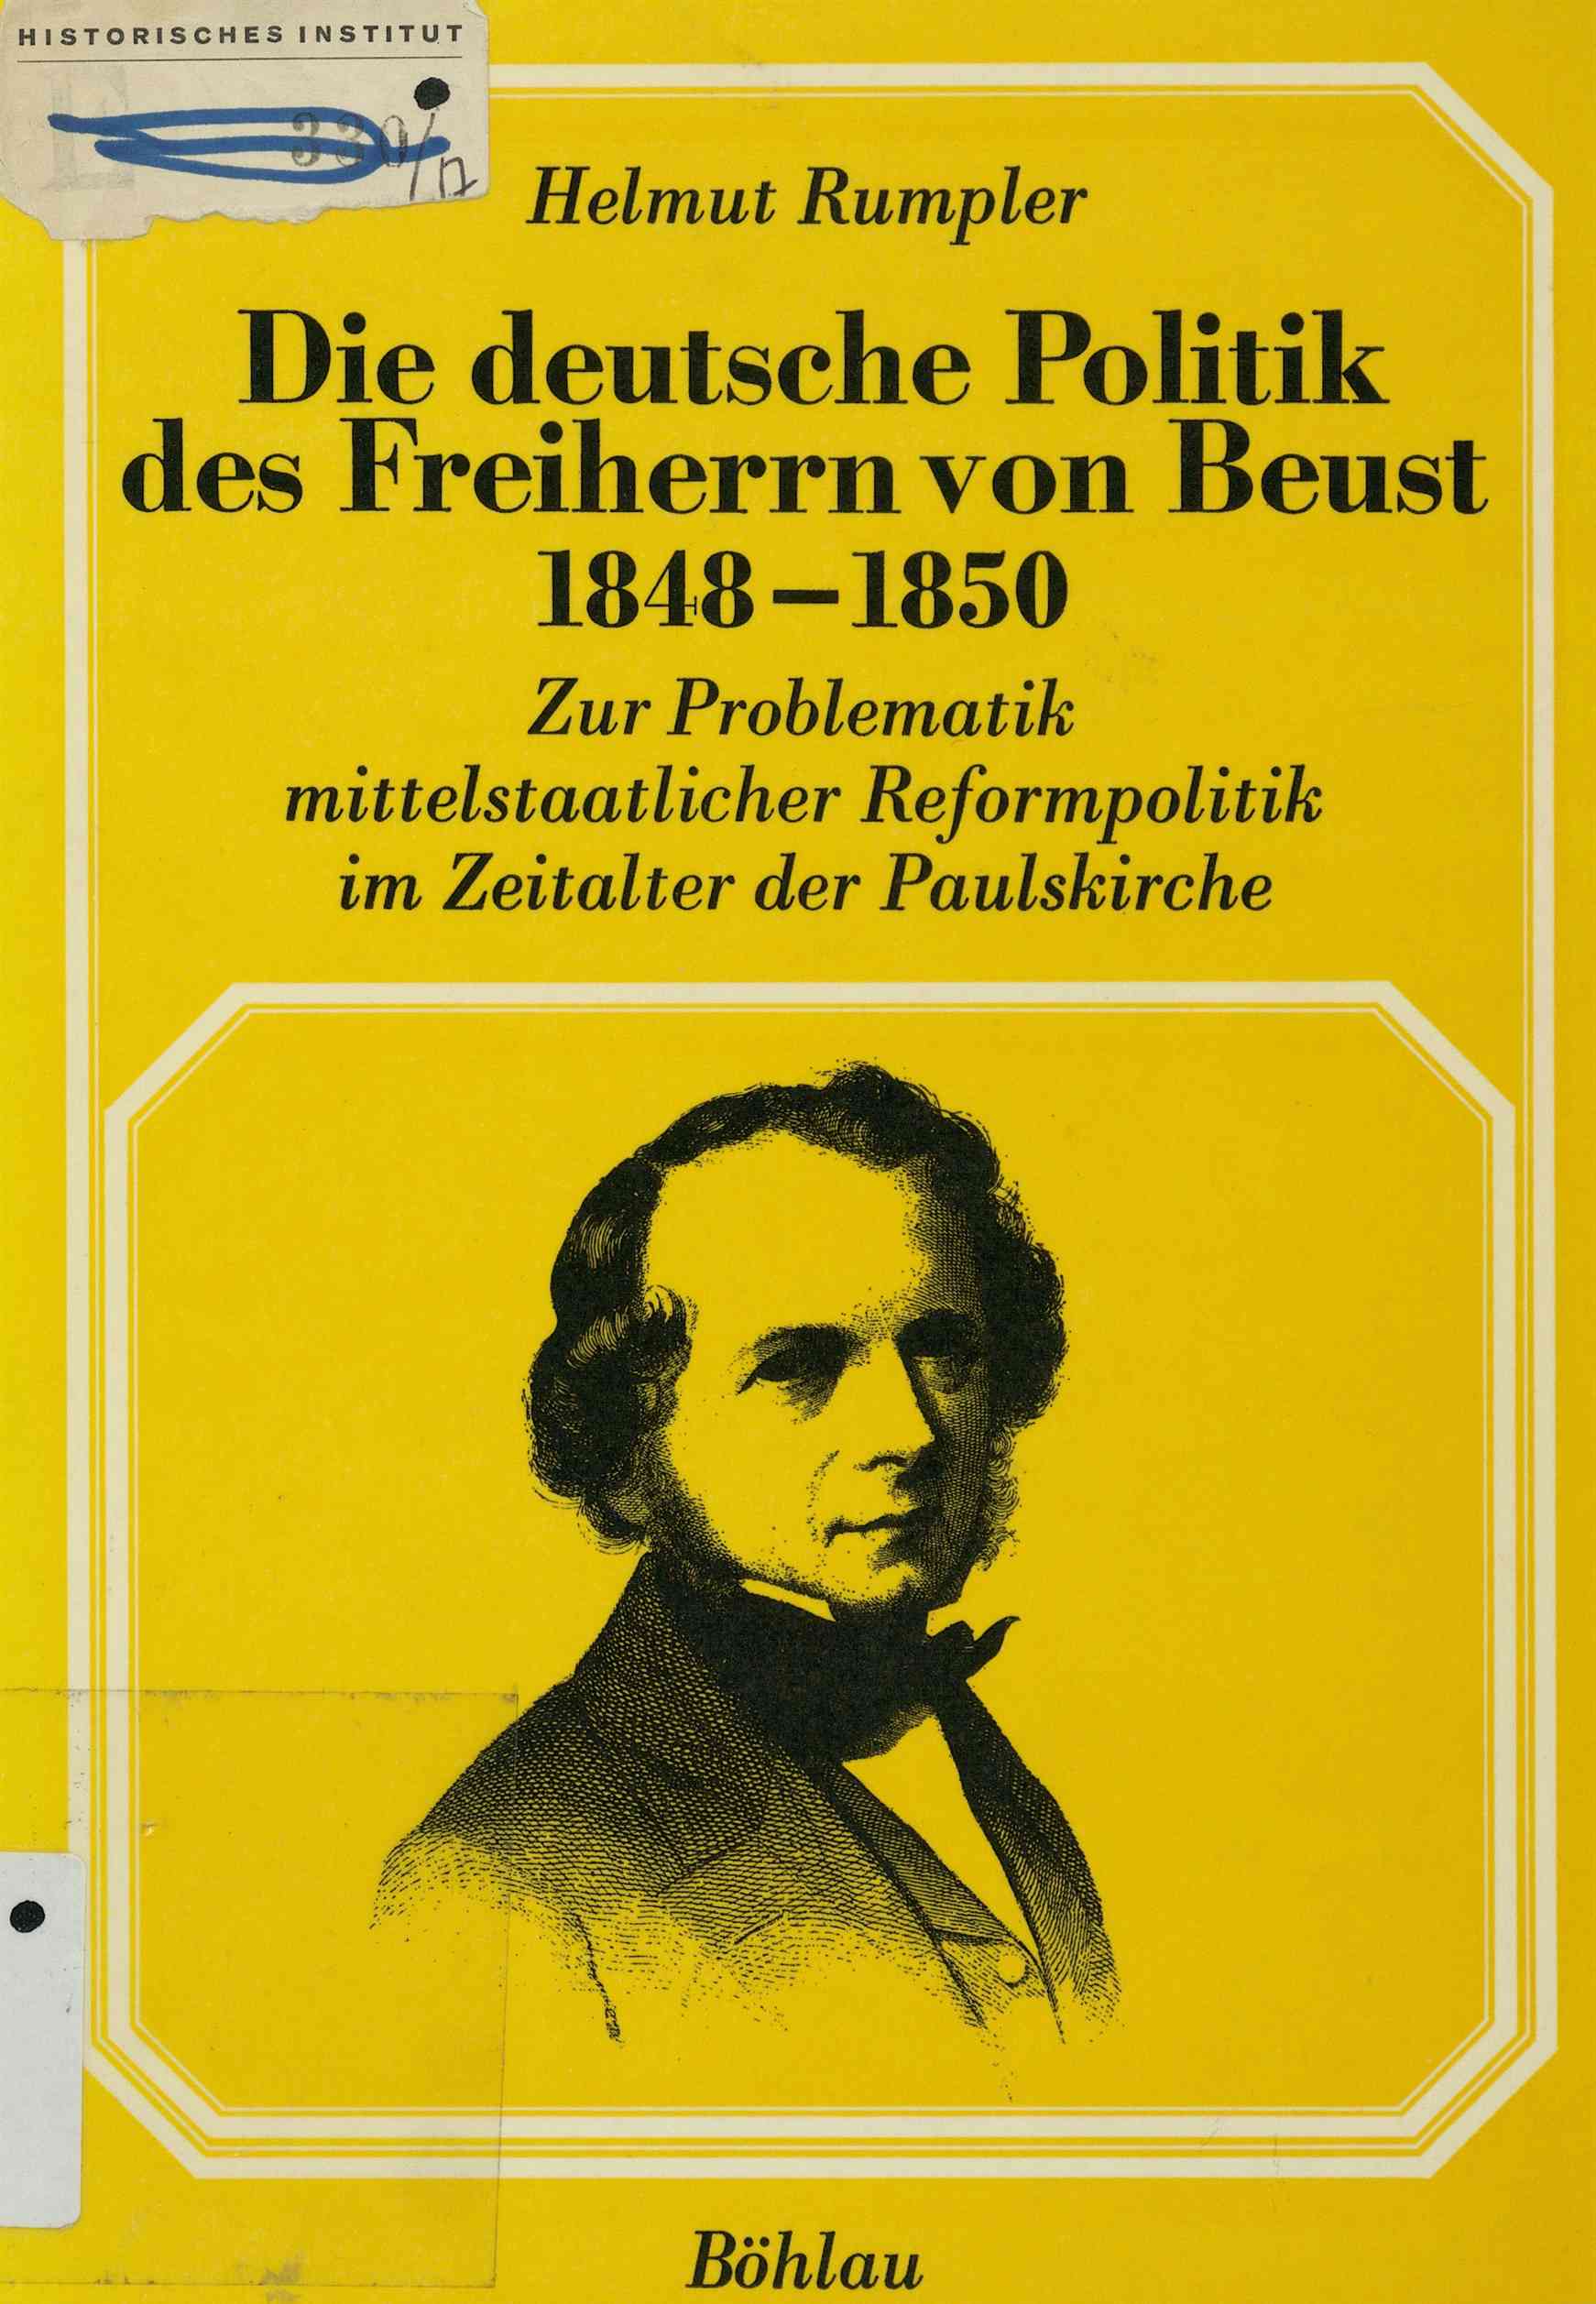 HISTORISCHES INSTITUT
330/n
Helmut Rumpler
Die deutsche Politik
des Freiherrn von Beust
1848–1850
Zur Problematik
mittelstaatlicher Reformpolitik
im Zeitalter der Paulskirche
Böhlau